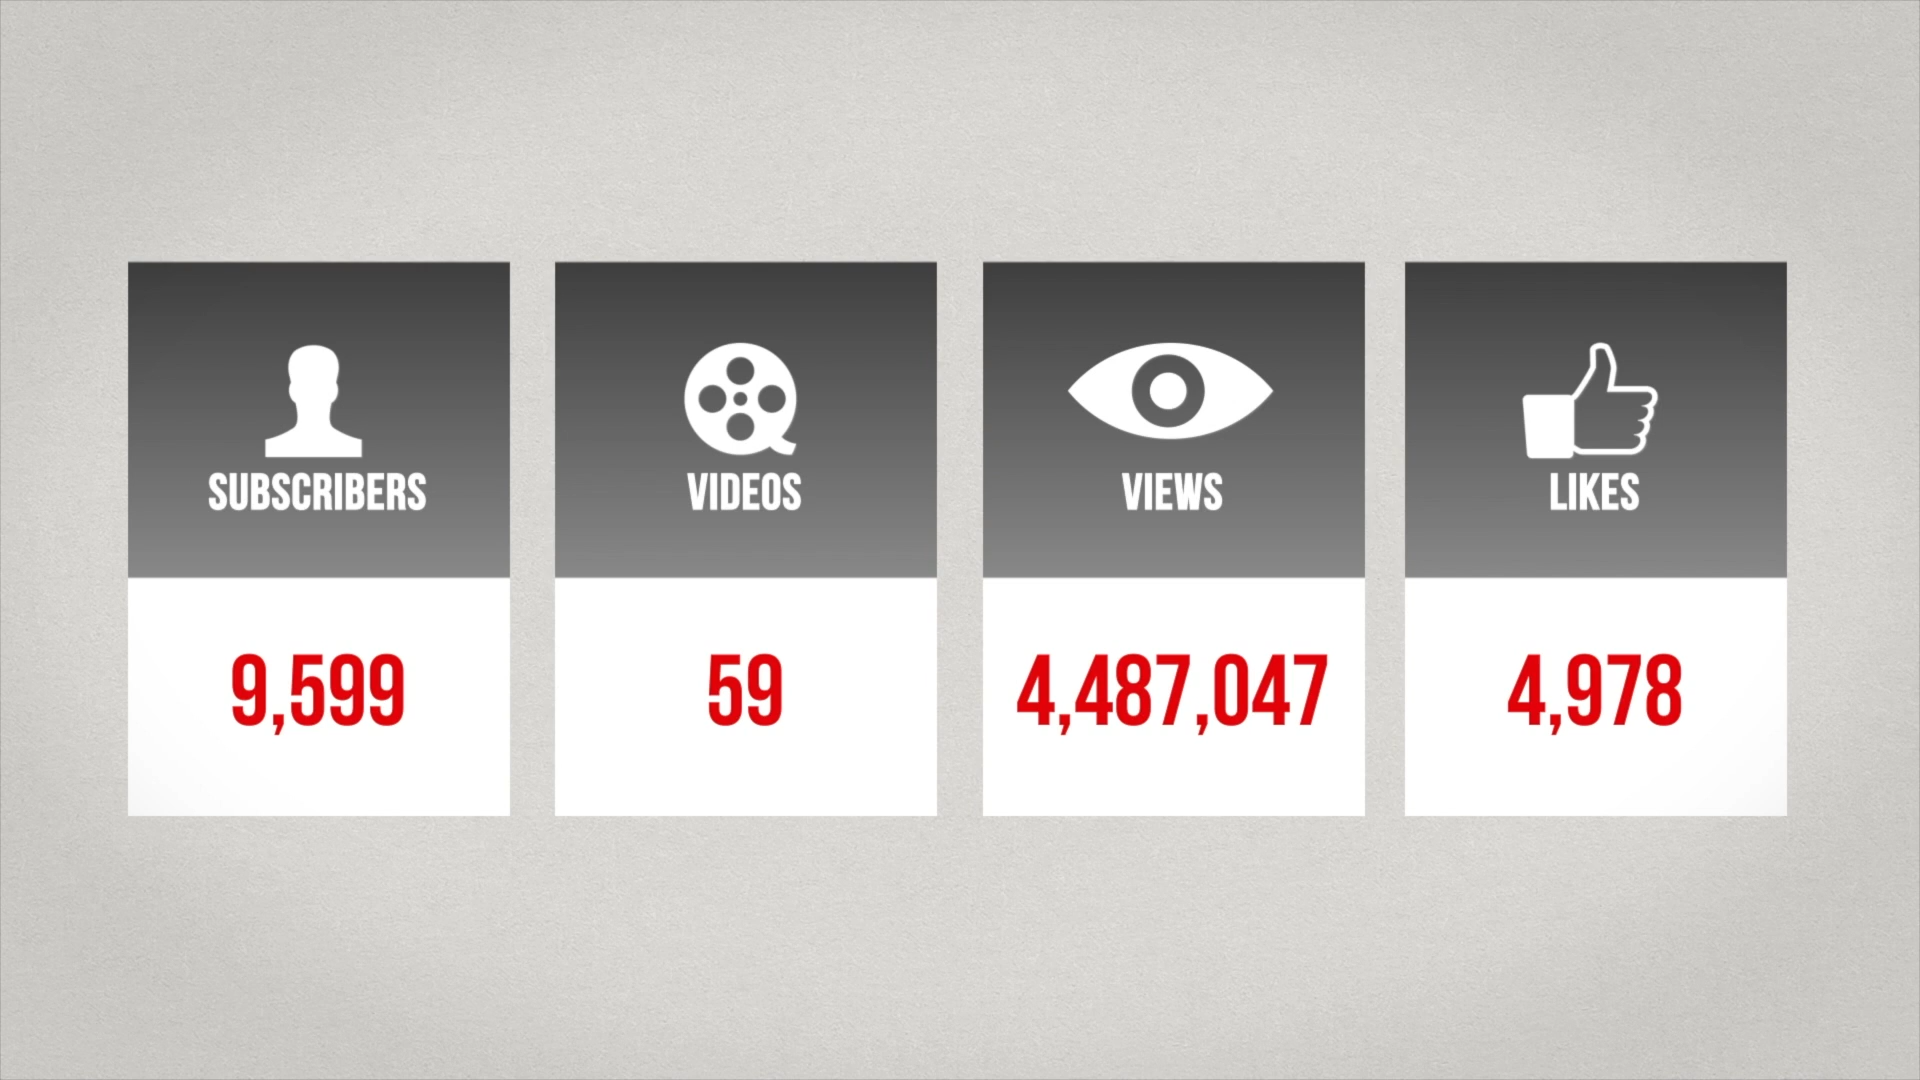 SUBSCRIBERS
VIDEOS
VIEWS
LIKES
9,599
59
4,487,047
4,978